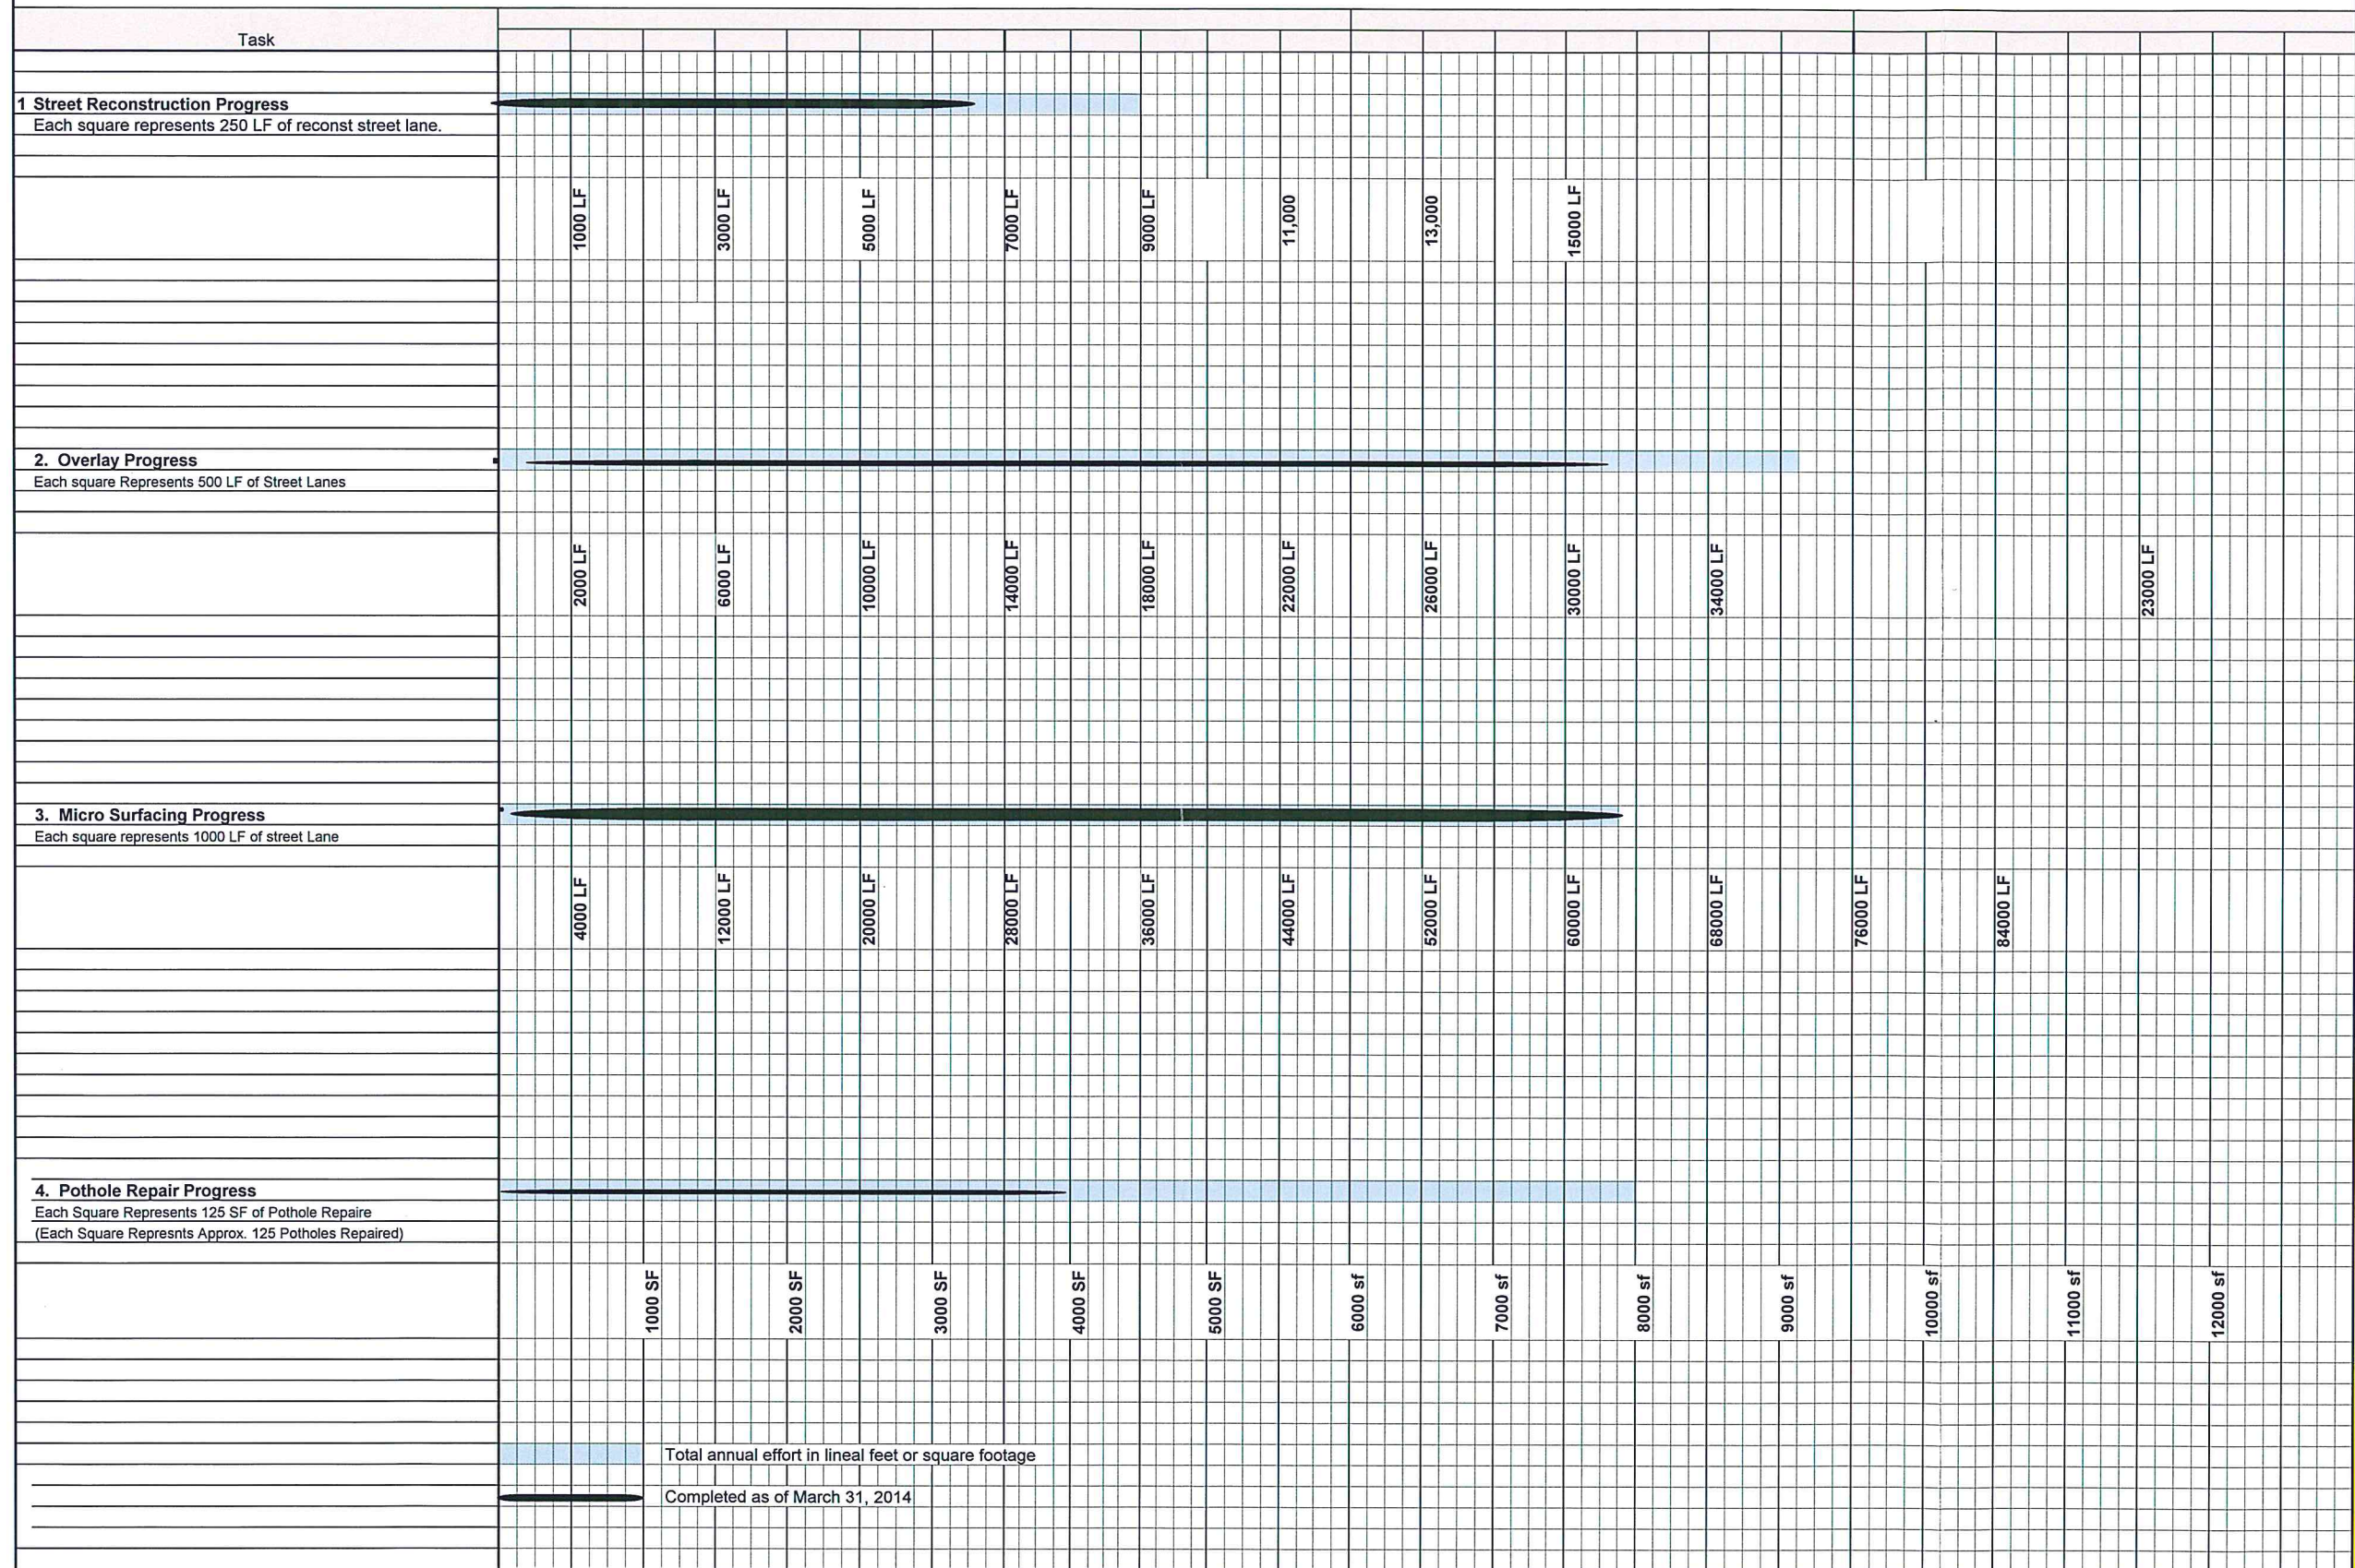 Task
1 Street Reconstruction Progress
Each square represents 250 LF of reconst street lane.
1000 LF
3000 LF
5000 LF
7000 LF
9000 LF
11,000
13,000
15000 LF
2. Overlay Progress
Each square Represents 500 LF of Street Lanes
2000 LF
6000 LF
10000 LF
14000 LF
18000 LF
22000 LF
26000 LF
30000 LF
34000 LF
23000 LF
3. Micro Surfacing Progress
Each square represents 1000 LF of street Lane
4000 LF
12000 LF
20000 LF
28000 LF
36000 LF
44000 LF
52000 LF
60000 LF
68000 LF
76000 LF
84000 LF
4. Pothole Repair Progress
Each Square Represents 125 SF of Pothole Repaire
(Each Square Represnts Approx. 125 Potholes Repaired)
1000 SF
2000 SF
3000 SF
4000 SF
5000 SF
6000 sf
7000 sf
8000 sf
9000 sf
10000 sf
11000 sf
12000 sf
Total annual effort in lineal feet or square footage
Completed as of March 31, 2014